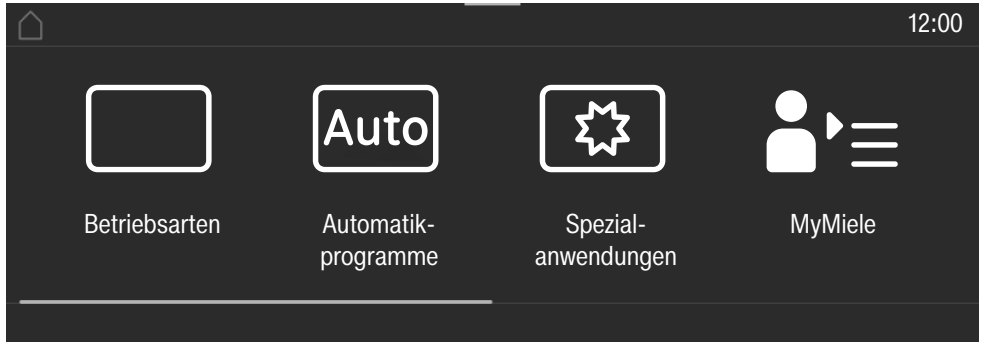 12:00
Auto
Betriebsarten
Automatik-
programme
Spezial-
anwendungen
MyMiele